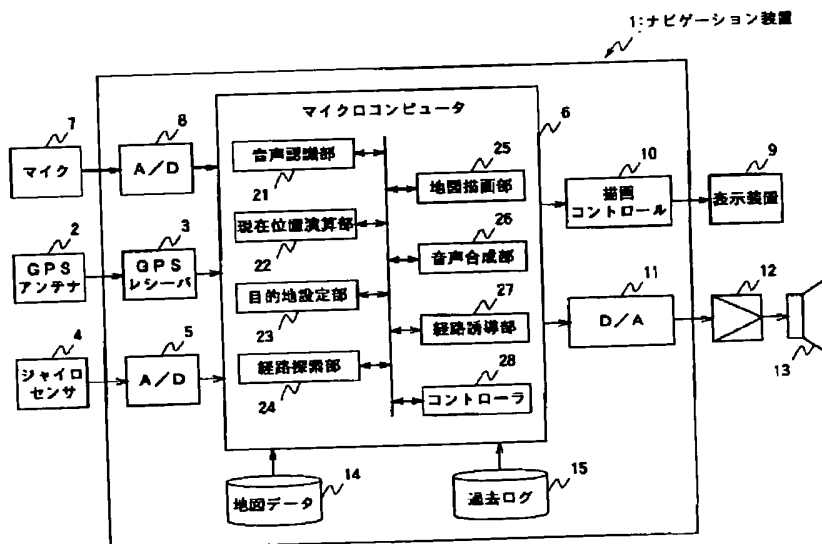 1:ナビゲーション装置
マイクロコンピュータ
6
7
マイク
8
A/D
2
GPS
アンテナ
3
GPS
レシーバ
4
ジャイロ
センサ
5
A/D
音声認識部
21
現在位置演算部
22
目的地設定部
23
経路探索部
24
25
地図描画部
26
音声合成部
27
経路誘導部
28
コントローラ
10
描画
コントロール
9
表示装置
11
D/A
12
13
14
地図データ
15
過去ログ